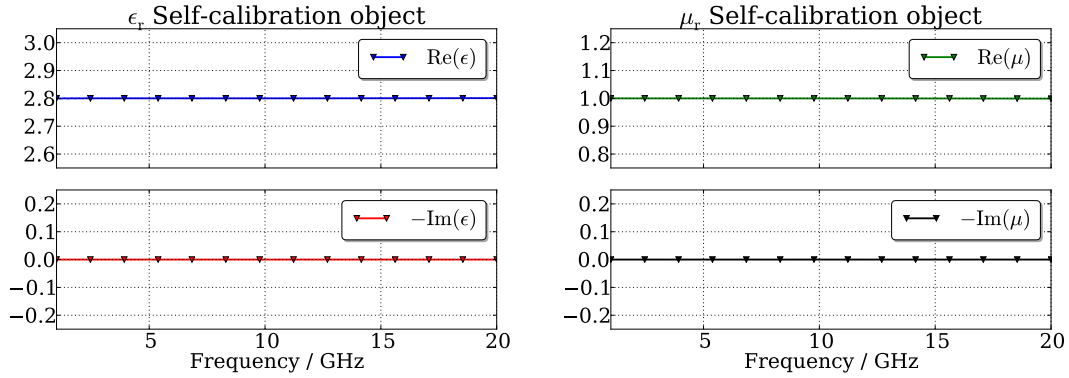 ϵr Self-calibration object
3.0
2.9
2.8
2.7
2.6
Re(ϵ)
0.2
0.1
0.0
−0.1
−0.2
−Im(ϵ)
5 10 15 20
Frequency / GHz
μr Self-calibration object
1.2
1.1
1.0
0.9
0.8
Re(μ)
0.2
0.1
0.0
−0.1
−0.2
−Im(μ)
5 10 15 20
Frequency / GHz